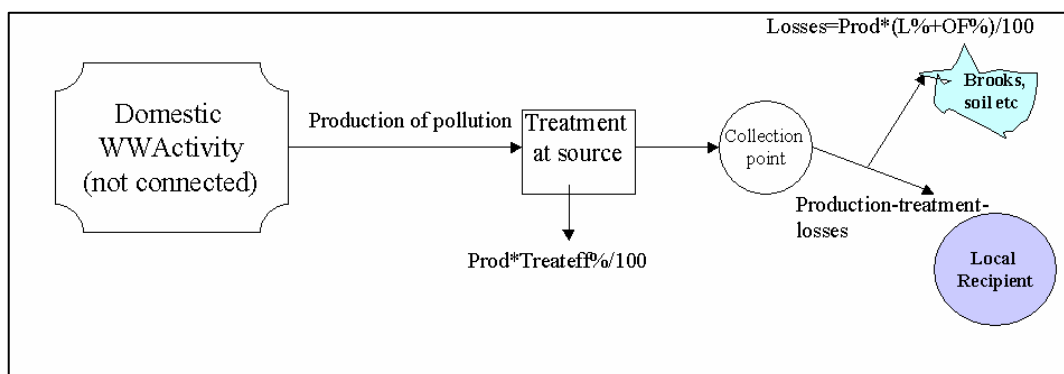 Losses=Prod*(L%+OF%)/100
Brooks,
soil etc
Domestic
WWActivity
(not connected)
Production of pollution
Treatment
at source
Collection
point
Production-treatment-
losses
Prod*Treateff%/100
Local
Recipient